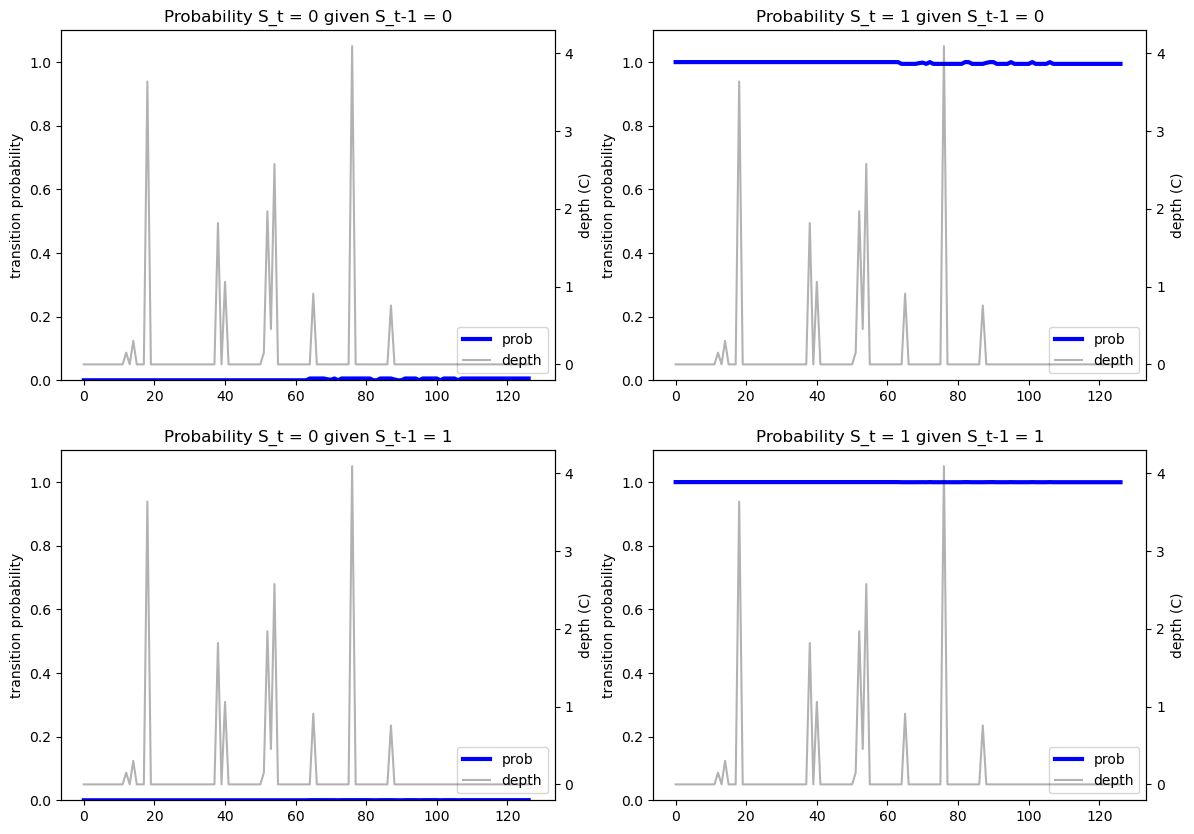 Probability S_t = 0 given S_t-1 = 0
transition probability
1.0
0.8
0.6
0.4
0.2
0.0
4
3
2
1
0
depth (C)
prob
depth
0 20 40 60 80 100 120
Probability S_t = 1 given S_t-1 = 0
transition probability
1.0
0.8
0.6
0.4
0.2
0.0
4
3
2
1
0
depth (C)
prob
depth
0 20 40 60 80 100 120
Probability S_t = 0 given S_t-1 = 1
transition probability
1.0
0.8
0.6
0.4
0.2
0.0
4
3
2
1
0
depth (C)
prob
depth
0 20 40 60 80 100 120
Probability S_t = 1 given S_t-1 = 1
transition probability
1.0
0.8
0.6
0.4
0.2
0.0
4
3
2
1
0
depth (C)
prob
depth
0 20 40 60 80 100 120